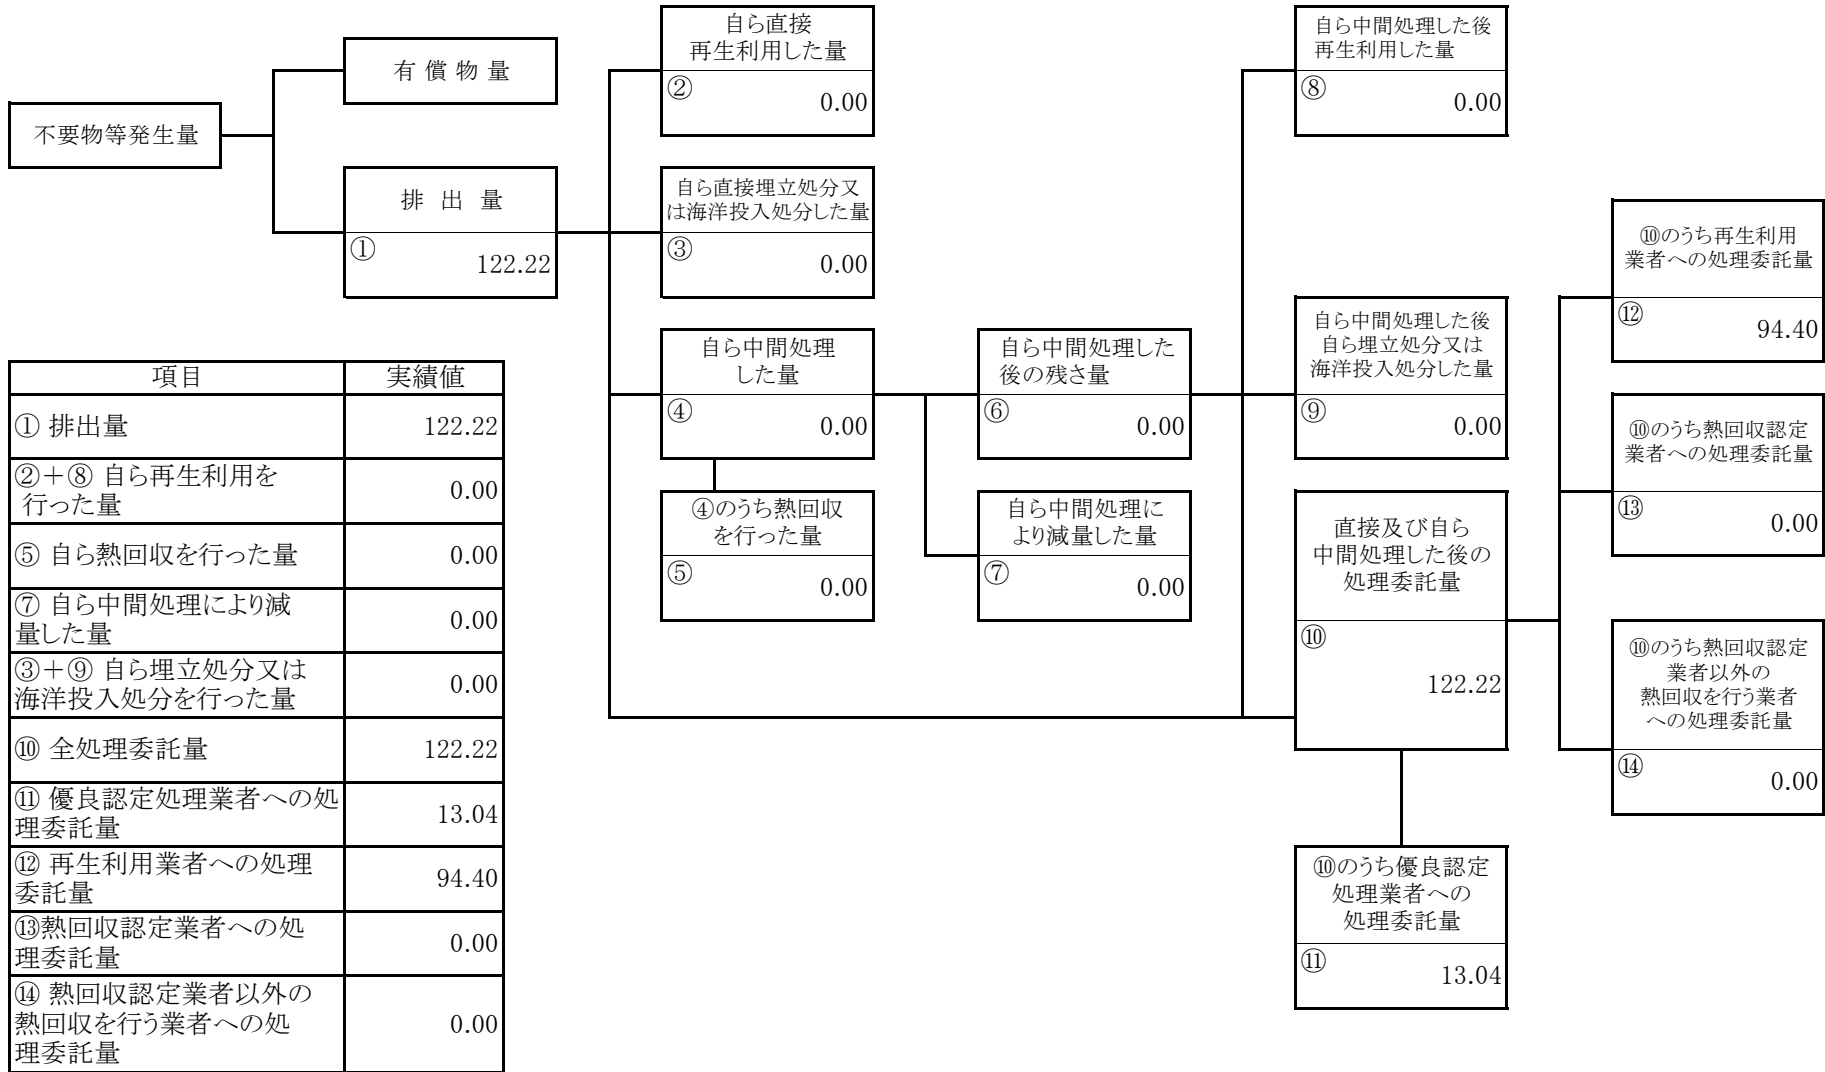 不要物等発生量
有 償 物 量
排 出 量
① 122.22
自ら直接
再生利用した量
② 0.00
自ら直接埋立処分又
は海洋投入処分した量
③ 0.00
自ら中間処理
した量
④ 0.00
④のうち熱回収
を行った量
⑤ 0.00
自ら中間処理した
後の残さ量
⑥ 0.00
自ら中間処理に
より減量した量
⑦ 0.00
自ら中間処理した後
再生利用した量
⑧ 0.00
自ら中間処理した後
自ら埋立処分又は
海洋投入処分した量
⑨ 0.00
直接及び自ら
中間処理した後の
処理委託量
⑩
122.22
⑩のうち優良認定
処理業者への
処理委託量
⑪ 13.04
⑩のうち再生利用
業者への処理委託量
⑫ 94.40
⑩のうち熱回収認定
業者への処理委託量
⑬ 0.00
⑩のうち熱回収認定
業者以外の
熱回収を行う業者
への処理委託量
⑭ 0.00
項目 実績値
① 排出量 122.22
②＋⑧ 自ら再生利用を
行った量 0.00
⑤ 自ら熱回収を行った量 0.00
⑦ 自ら中間処理により減
量した量 0.00
③＋⑨ 自ら埋立処分又は
海洋投入処分を行った量 0.00
⑩ 全処理委託量 122.22
⑪ 優良認定処理業者への処
理委託量 13.04
⑫ 再生利用業者への処理
委託量 94.40
⑬熱回収認定業者への処
理委託量 0.00
⑭ 熱回収認定業者以外の
熱回収を行う業者への処
理委託量 0.00